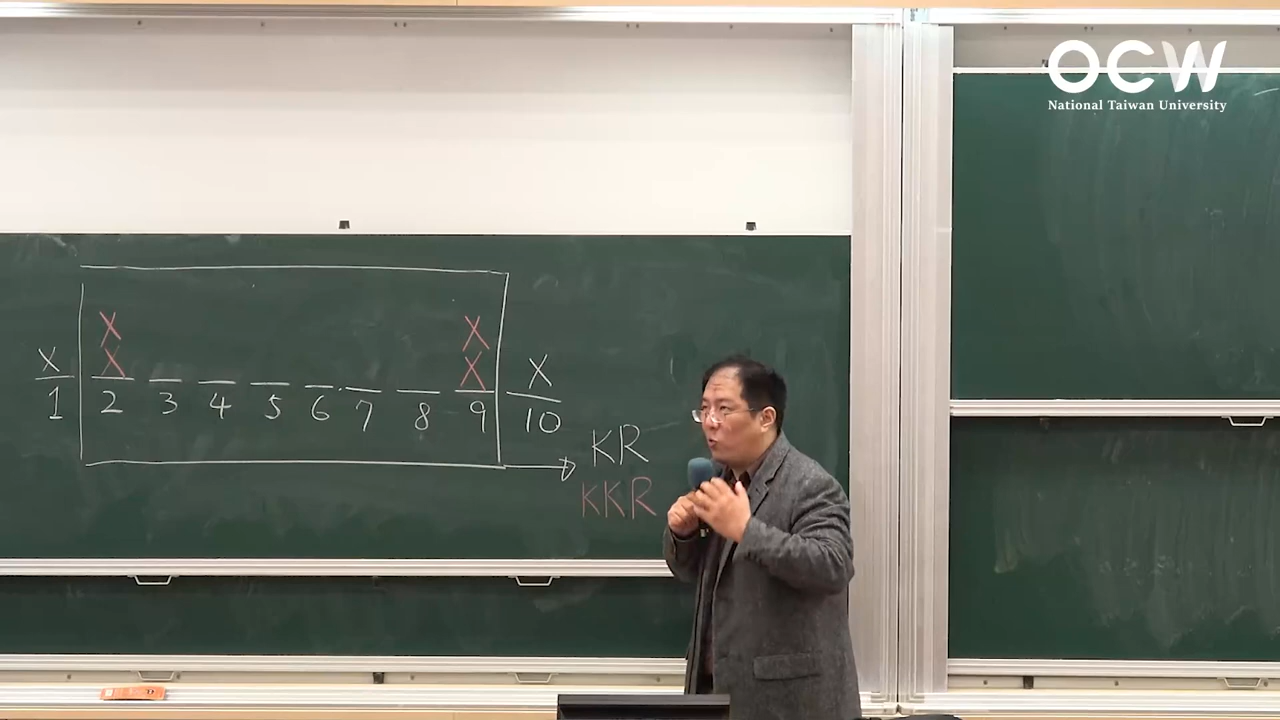 OCW
National Taiwan University
X X
X X X X
1 2 3 4 5 6 7 8 9 10
KR
KKR